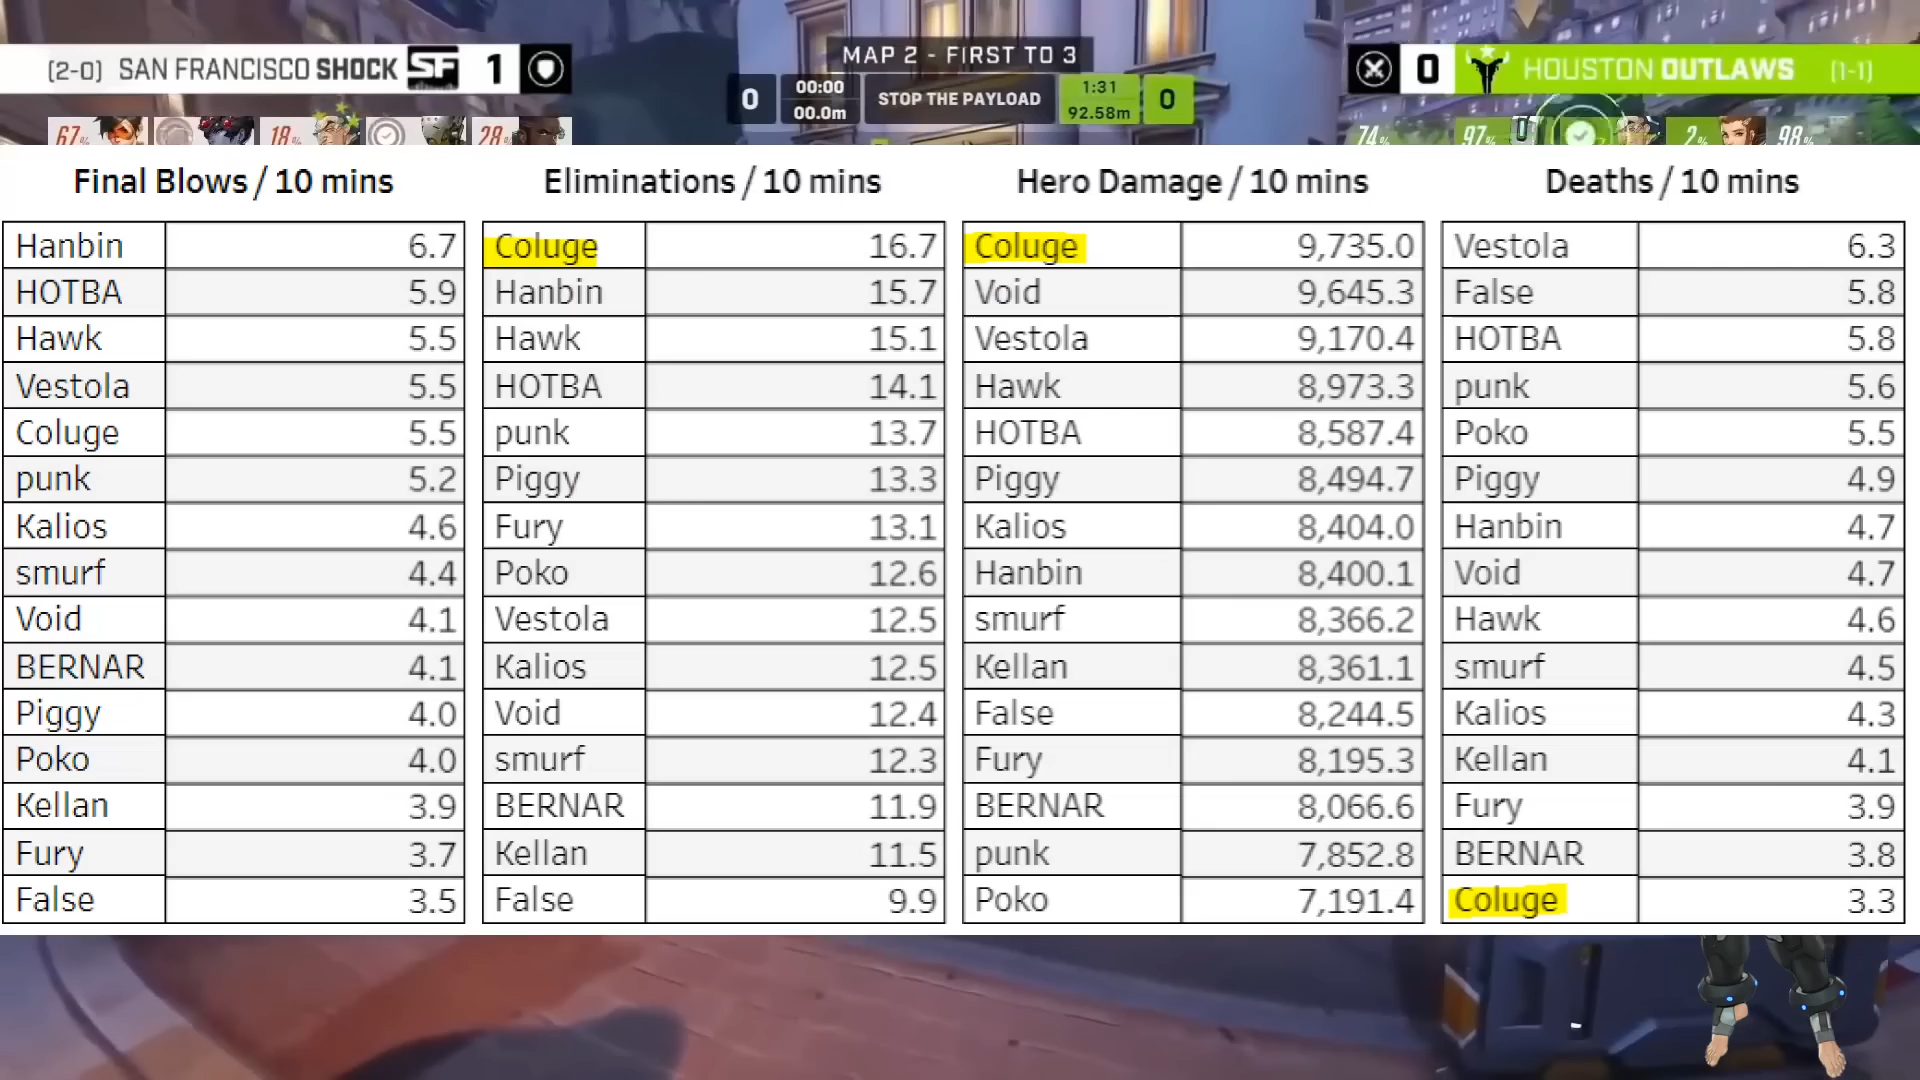 (2-0) SAN FRANCISCO SHOCK SF 1
MAP 2 - FIRST TO 3
0 HOUSTON OUTLAWS (1-1)
0 00:00 00.0m STOP THE PAYLOAD 1:31 92.58m 0
67% 18% 28% 74% 97% 0 2% 98%
Final Blows / 10 mins
Hanbin 6.7
HOTBA 5.9
Hawk 5.5
Vestola 5.5
Coluge 5.5
punk 5.2
Kalios 4.6
smurf 4.4
Void 4.1
BERNAR 4.1
Piggy 4.0
Poko 4.0
Kellan 3.9
Fury 3.7
False 3.5
Eliminations / 10 mins
Coluge 16.7
Hanbin 15.7
Hawk 15.1
HOTBA 14.1
punk 13.7
Piggy 13.3
Fury 13.1
Poko 12.6
Vestola 12.5
Kalios 12.5
Void 12.4
smurf 12.3
BERNAR 11.9
Kellan 11.5
False 9.9
Hero Damage / 10 mins
Coluge 9,735.0
Void 9,645.3
Vestola 9,170.4
Hawk 8,973.3
HOTBA 8,587.4
Piggy 8,494.7
Kalios 8,404.0
Hanbin 8,400.1
smurf 8,366.2
Kellan 8,361.1
False 8,244.5
Fury 8,195.3
BERNAR 8,066.6
punk 7,852.8
Poko 7,191.4
Deaths / 10 mins
Vestola 6.3
False 5.8
HOTBA 5.8
punk 5.6
Poko 5.5
Piggy 4.9
Hanbin 4.7
Void 4.7
Hawk 4.6
smurf 4.5
Kalios 4.3
Kellan 4.1
Fury 3.9
BERNAR 3.8
Coluge 3.3